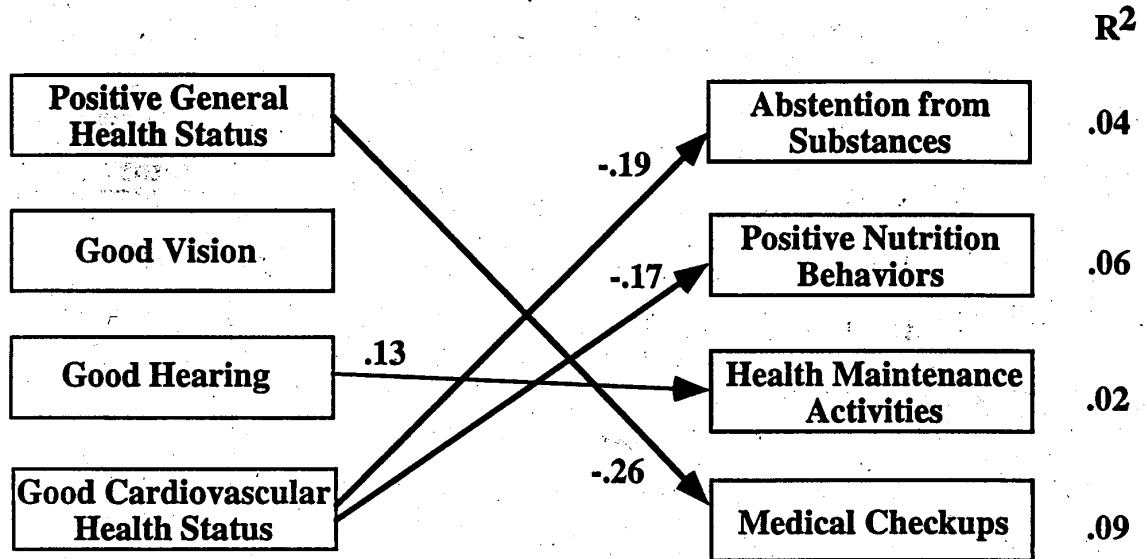 R2
Positive General
Health Status
Abstention from
Substances
.04
-.19
Good Vision
Positive Nutrition
Behaviors
.06
-.17
Good Hearing
.13
Health Maintenance
Activities
.02
Good Cardiovascular
Health Status
-.26
Medical Checkups
.09